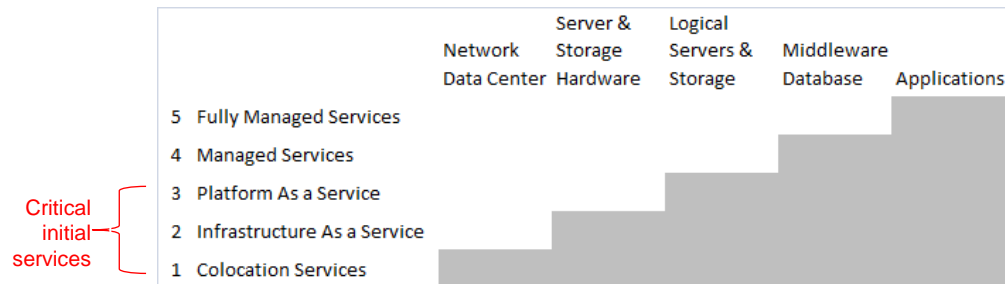 Server & Logical
Network Storage Servers & Middleware
Data Center Hardware Storage Database Applications
5 Fully Managed Services
4 Managed Services
3 Platform As a Service
2 Infrastructure As a Service
1 Colocation Services
Critical
initial
services